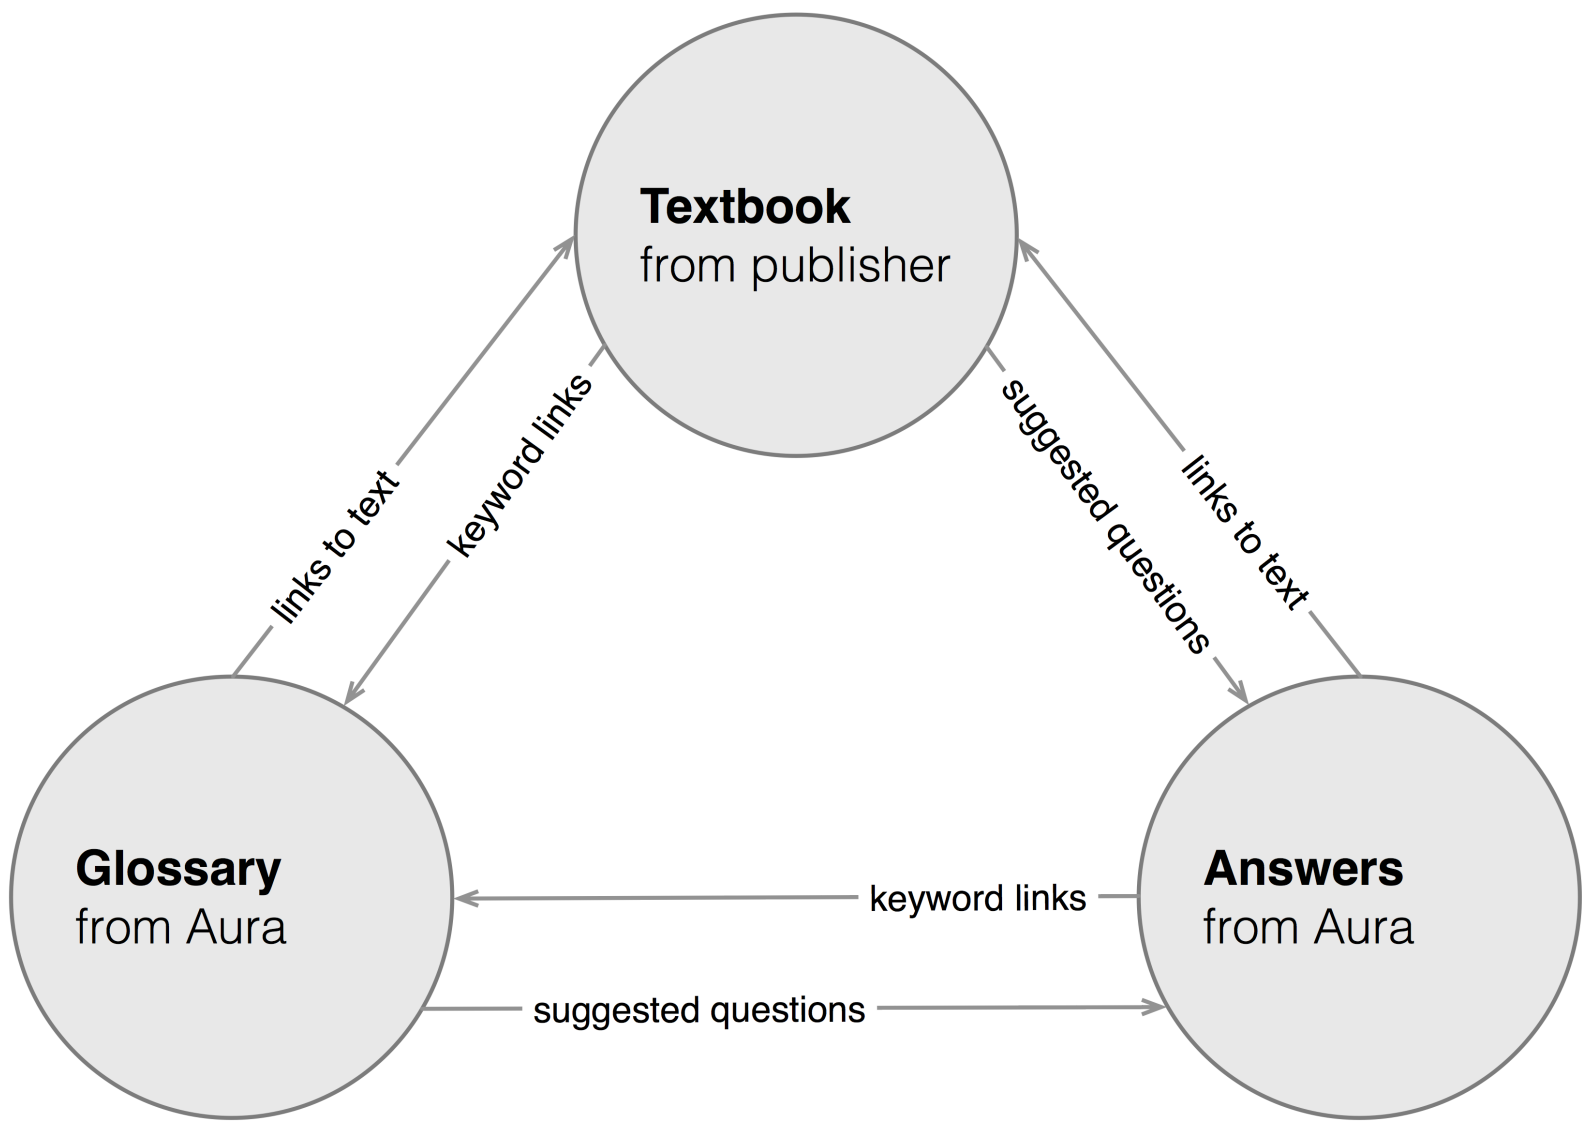 Textbook
from publisher
links to text
keyword links
suggested questions
links to text
Glossary
from Aura
keyword links
suggested questions
Answers
from Aura